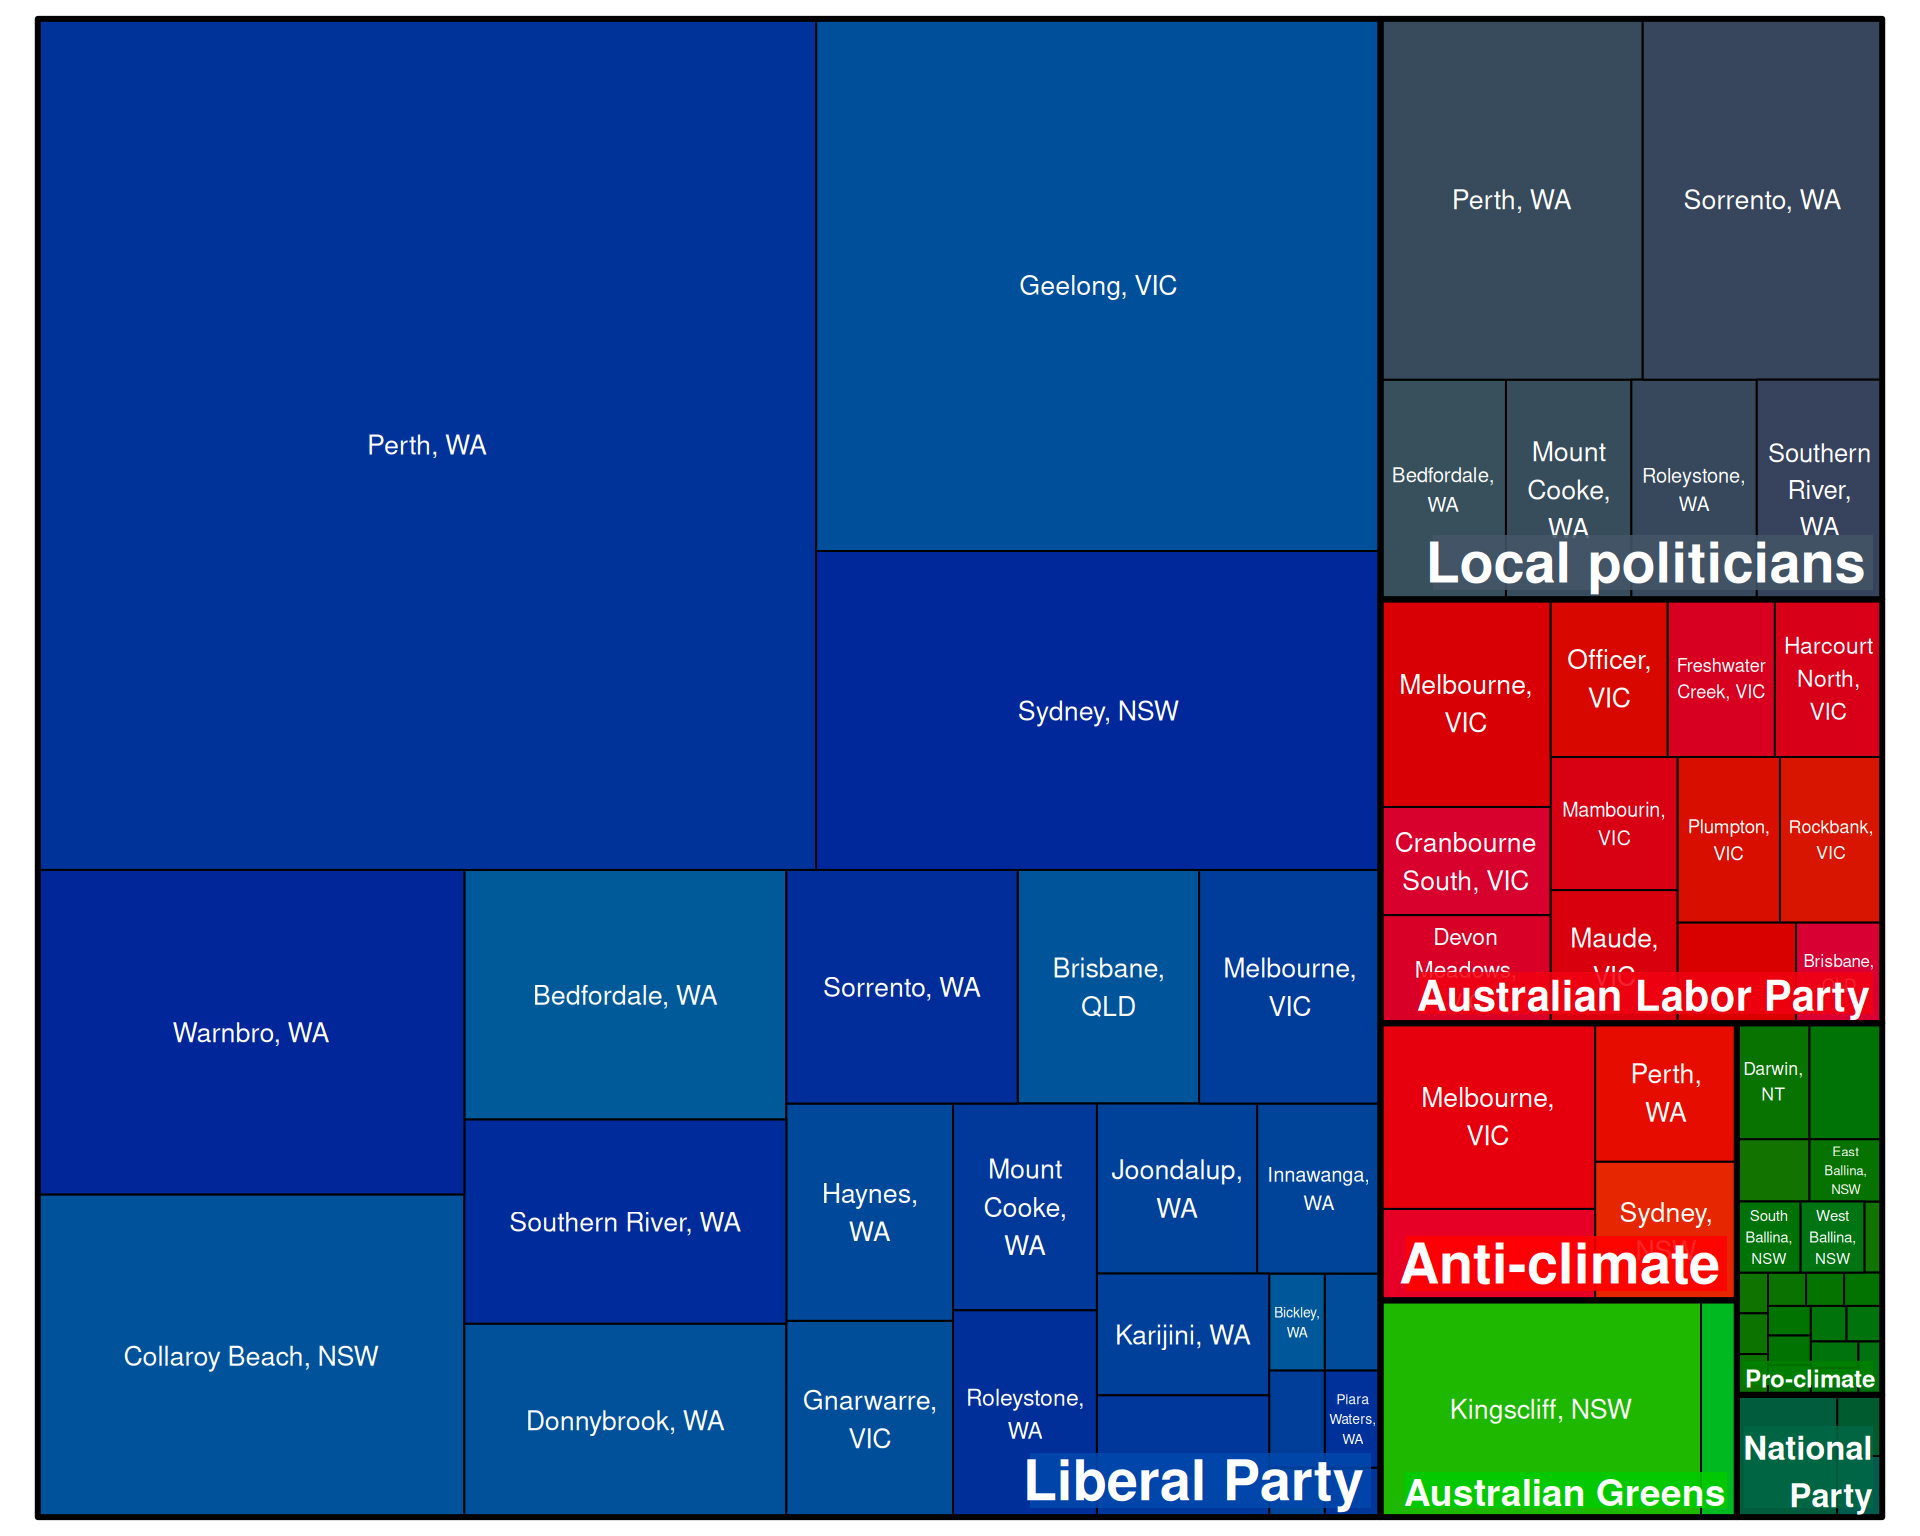 Perth, WA
Geelong, VIC
Sydney, NSW
Warnbro, WA
Collaroy Beach, NSW
Bedfordale, WA
Southern River, WA
Donnybrook, WA
Sorrento, WA
Brisbane,
QLD
Melbourne,
VIC
Haynes,
WA
Gnarwarre,
VIC
Mount
Cooke,
WA
Roleystone,
WA
Joondalup,
WA
Innawanga,
WA
Karijini, WA
Bickley,
WA
Piara
Waters,
WA
Liberal Party
Perth, WA
Sorrento, WA
Bedfordale,
WA
Mount
Cooke,
WA
Roleystone,
WA
Southern
River,
WA
Local politicians
Melbourne,
VIC
Officer,
VIC
Freshwater
Creek, VIC
Harcourt
North,
VIC
Cranbourne
South, VIC
Mambourin,
VIC
Plumpton,
VIC
Rockbank,
VIC
Devon
Meadows,
Maude,
VIC
Brisbane,
QLD
Australian Labor Party
Melbourne,
VIC
Perth,
WA
Sydney,
NSW
Anti-climate
Kingscliff, NSW
Australian Greens
Darwin,
NT
East
Ballina,
NSW
South
Ballina,
NSW
West
Ballina,
NSW
Pro-climate
National
Party